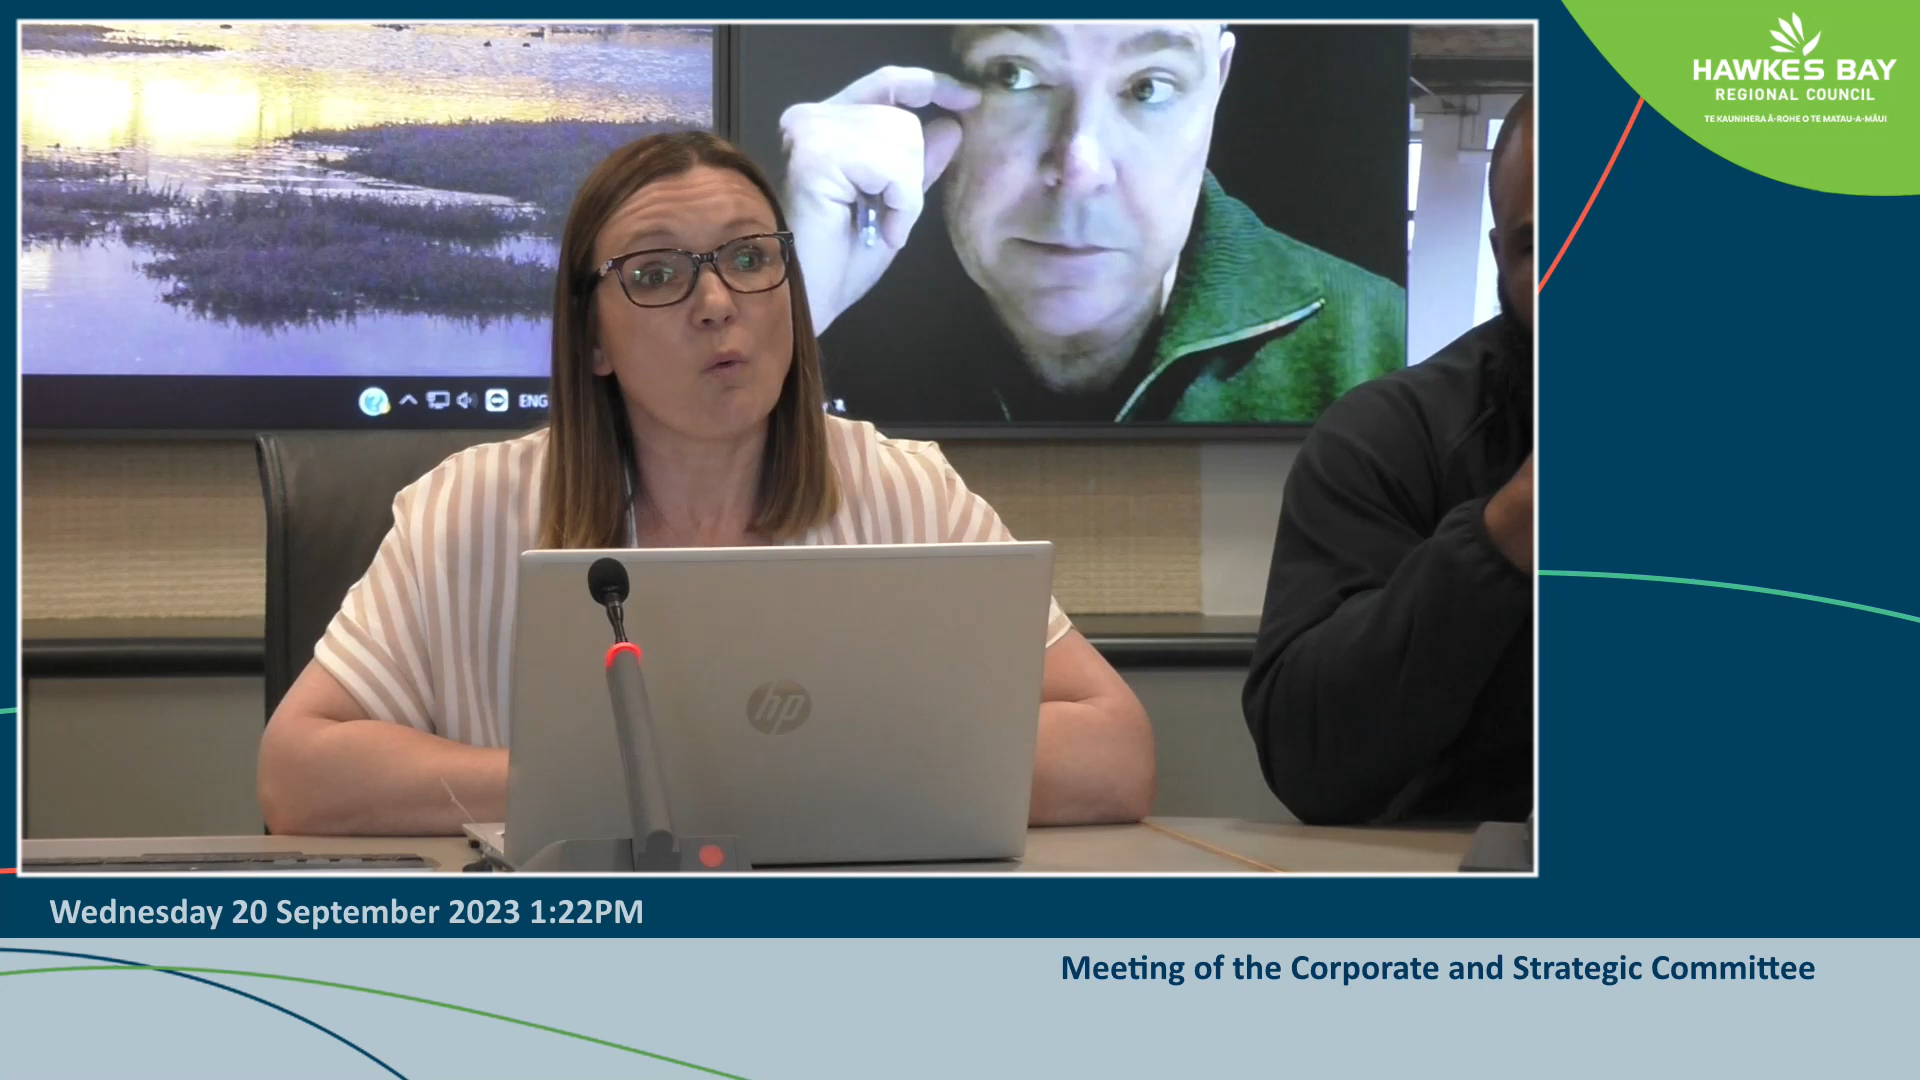 HAWKE'S BAY
REGIONAL COUNCIL
TE KAUNIHERA Ā-ROHE O TE MATAU-A-MĀUI
ENG
hp
Wednesday 20 September 2023 1:22PM
Meeting of the Corporate and Strategic Committee